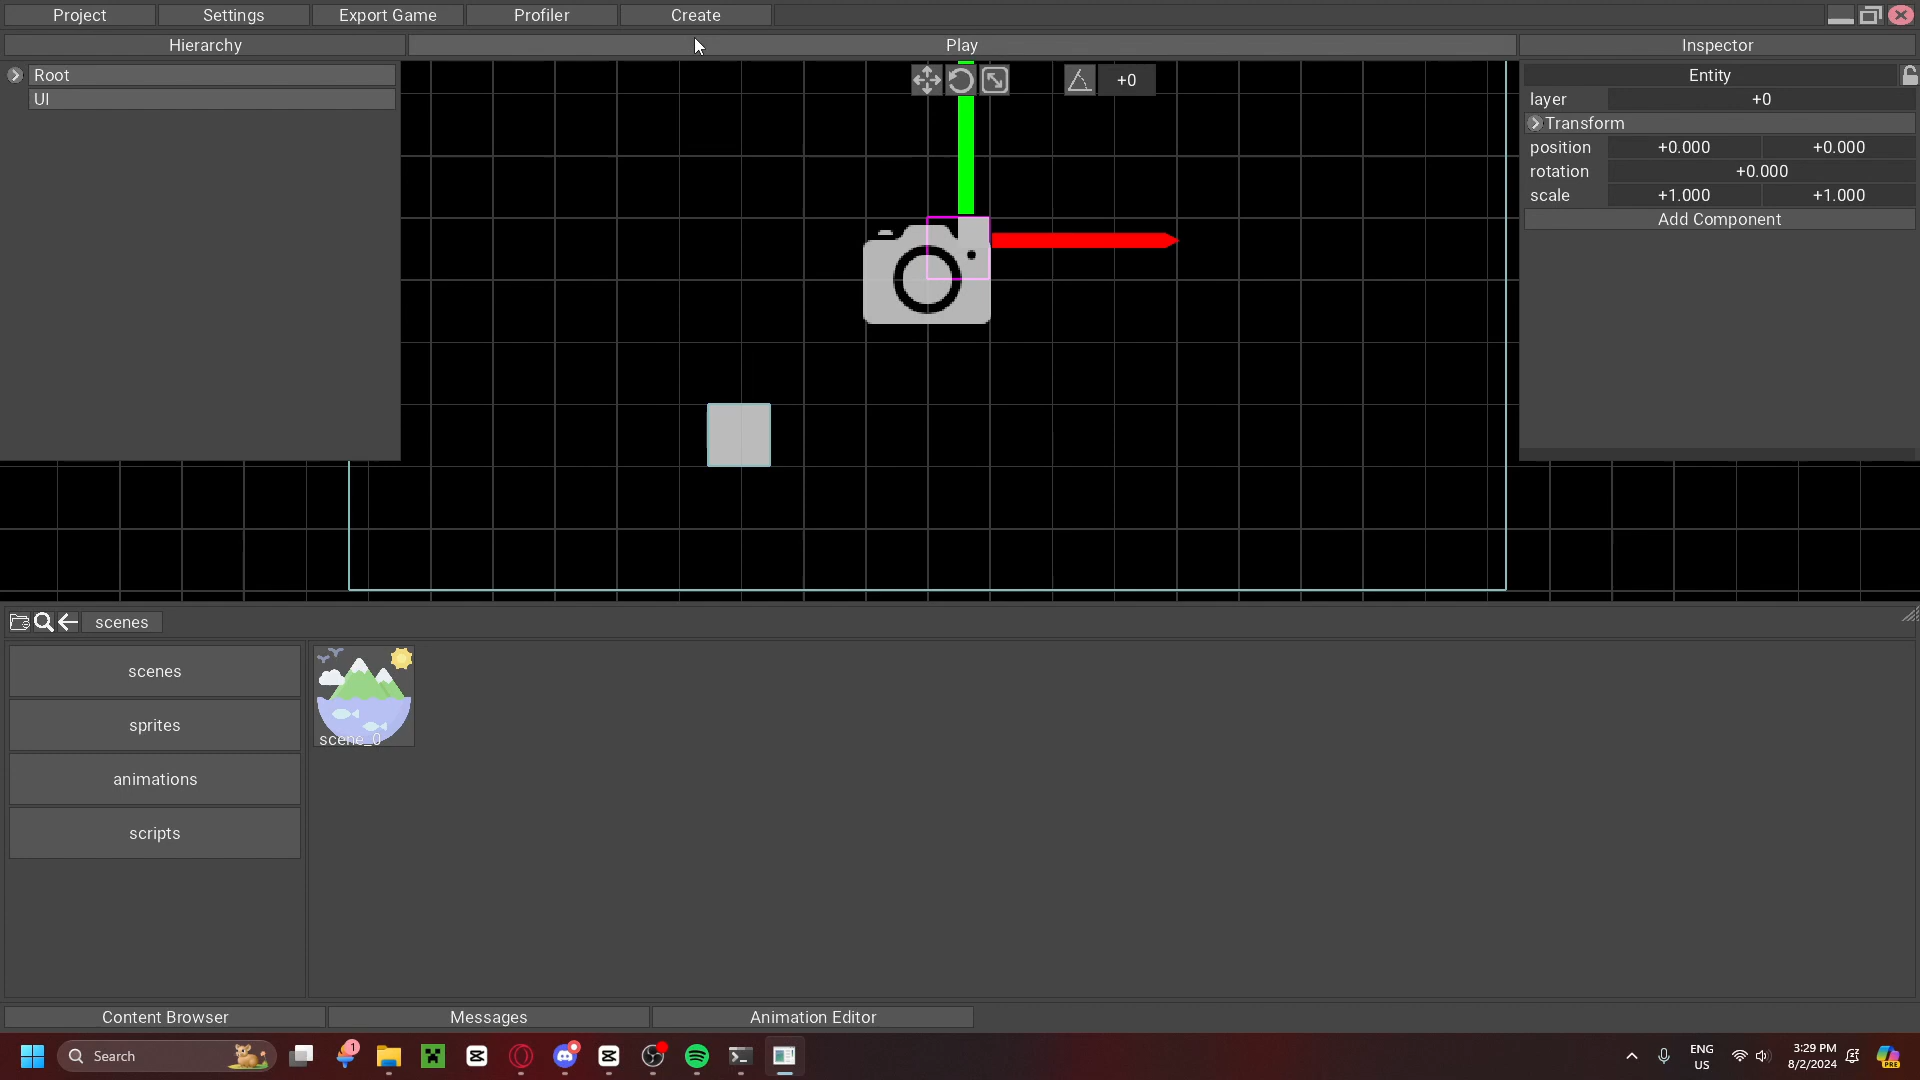 Project Settings Export Game Profiler Create
Hierarchy Play Inspector
Root
UI
+0
Entity
layer +0
Transform
position +0.000 +0.000
rotation +0.000
scale +1.000 +1.000
Add Component
scenes
scenes
sprites
animations
scripts
scene_0
Content Browser Messages Animation Editor
Search
1
ENG
US
3:29 PM
8/2/2024
PRE